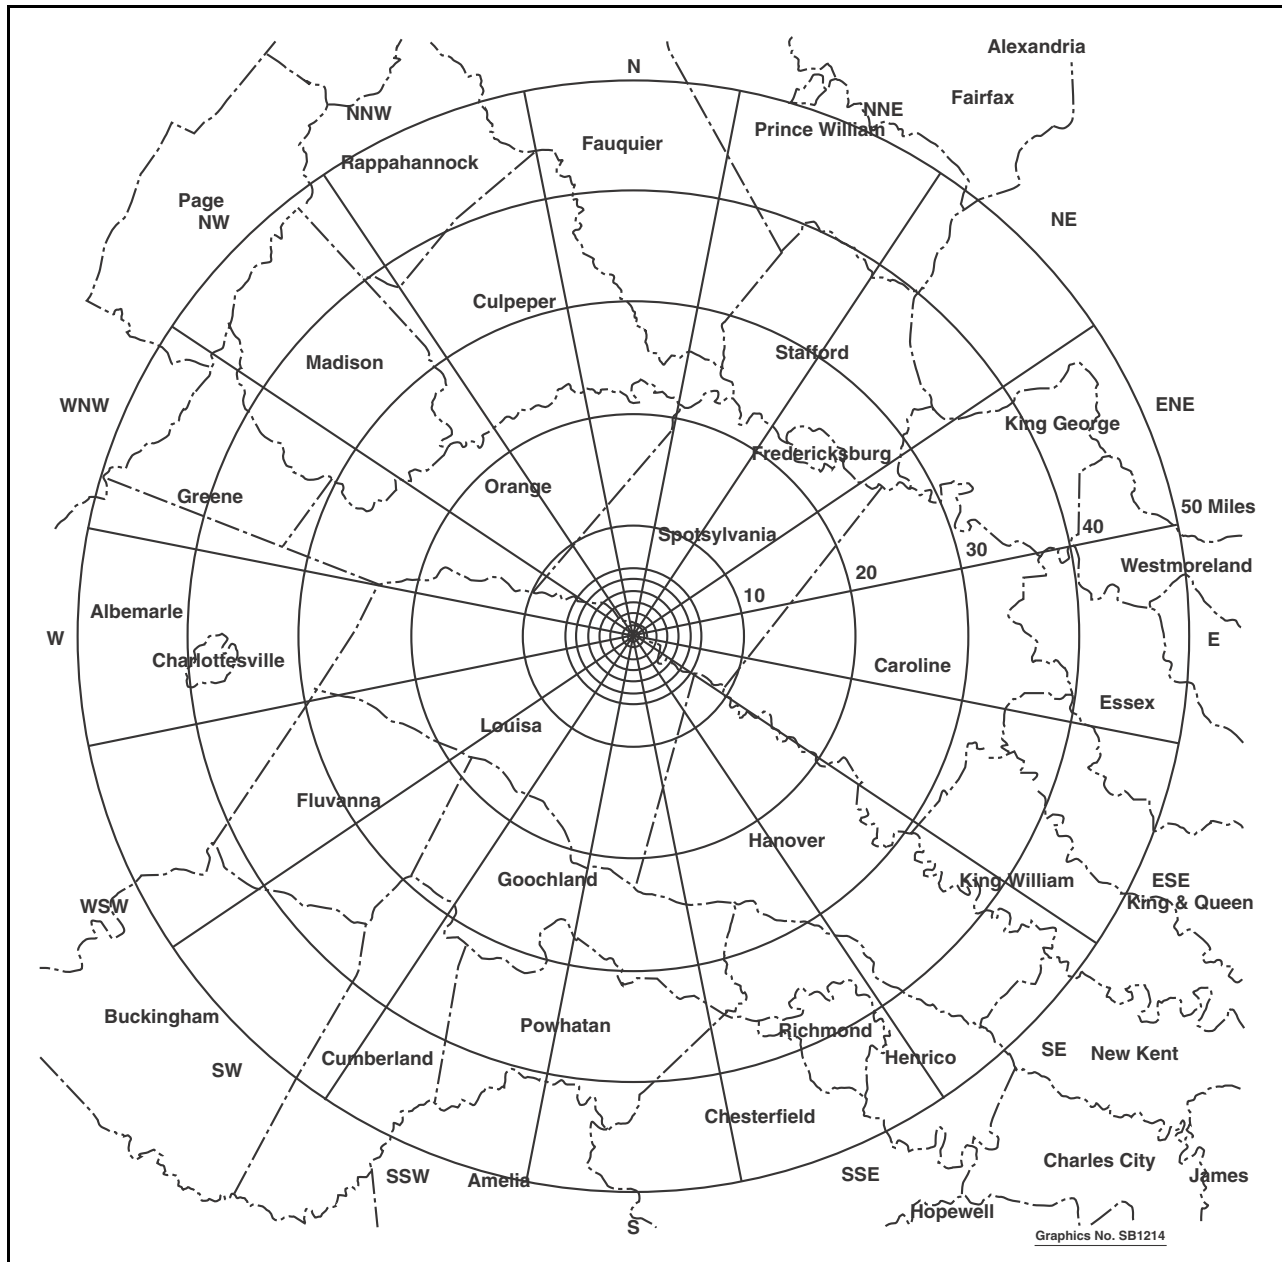 Alexandria
N
Fairfax
NNW
NNE
Prince William
Fauquier
Rappahannock
Page
NW
NE
Culpeper
Stafford
Madison
WNW
ENE
King George
Fredericksburg
Orange
Greene
50 Miles
40
Spotsylvania
30
Westmoreland
20
10
Albemarle
W
E
Charlottesville
Caroline
Essex
Louisa
Fluvanna
Hanover
Goochland
King William
ESE
WSW
King & Queen
Buckingham
Powhatan
Richmond
SE
New Kent
Cumberland
Henrico
SW
Chesterfield
Charles City
SSW
Amelia
SSE
James
Hopewell
S
Graphics No. SB1214